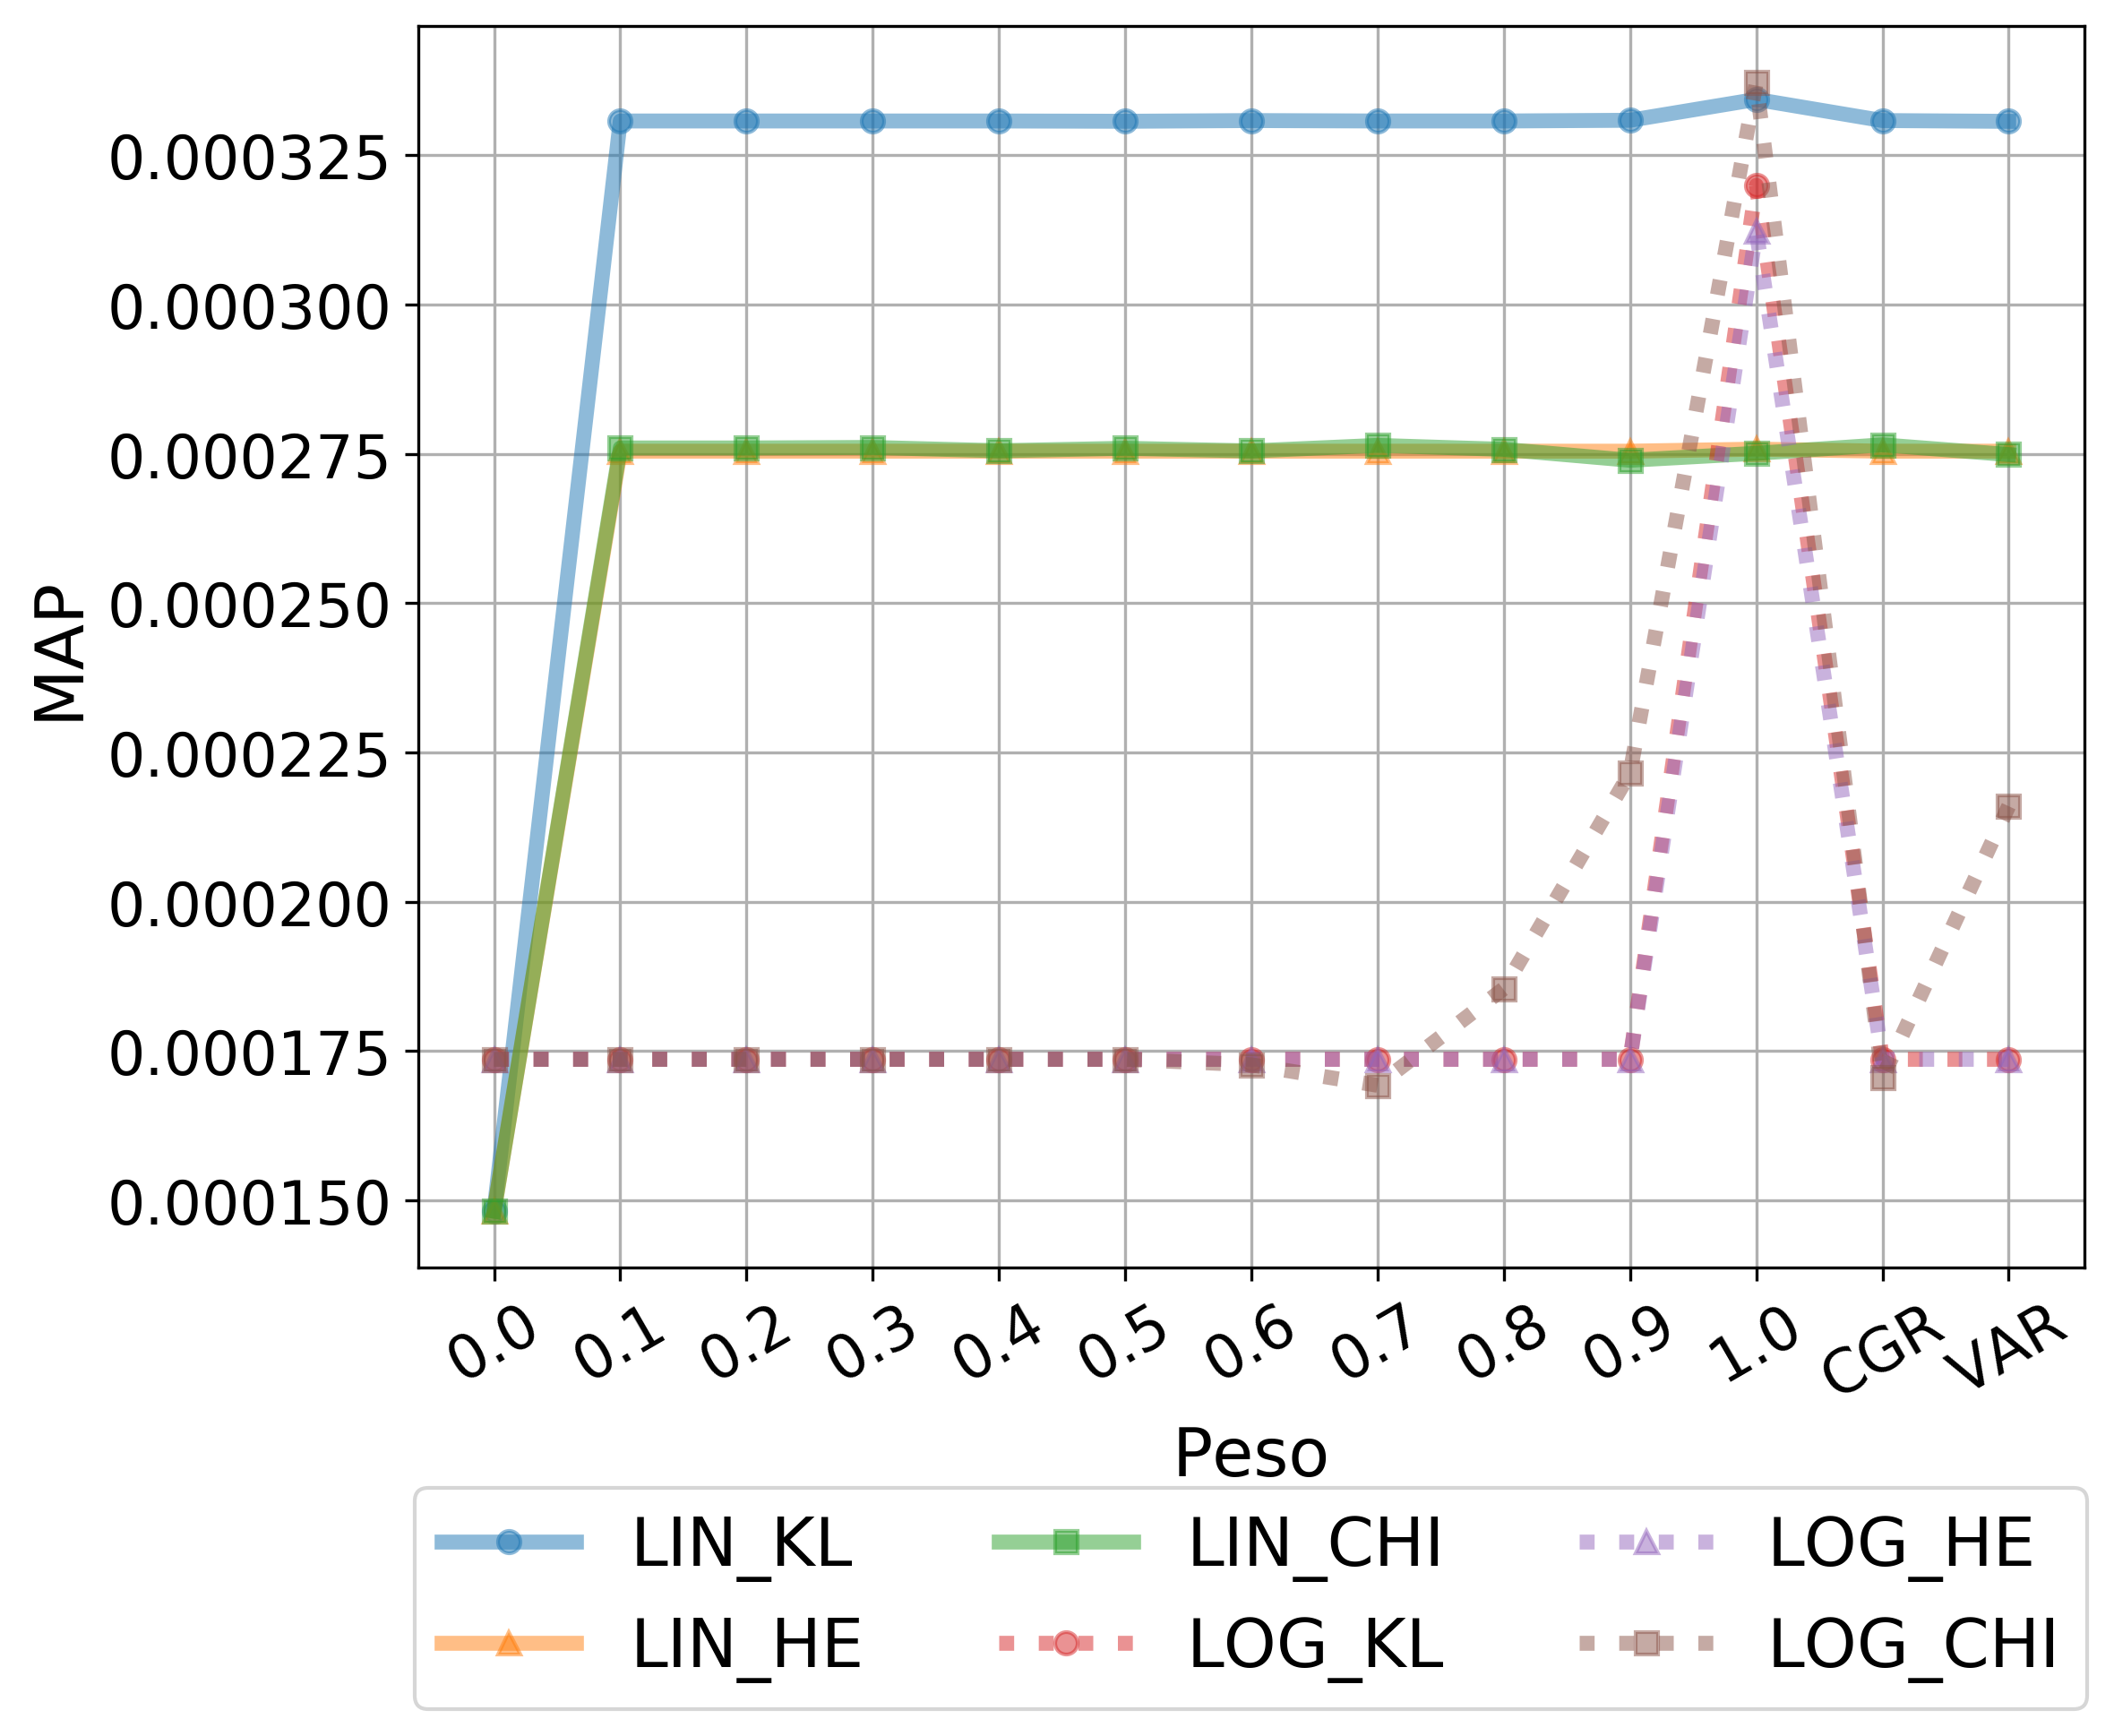 0.000325
0.000300
0.000275
0.000250
0.000225
0.000200
0.000175
0.000150
MAP
0.0 0.1 0.2 0.3 0.4 0.5 0.6 0.7 0.8 0.9 1.0 CGR VAR
Peso
LIN_KL LIN_CHI LOG_HE
LIN_HE LOG_KL LOG_CHI